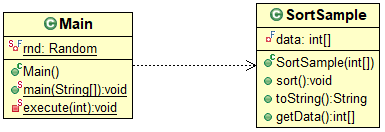 Main
rnd: Random
Main()
main(String[]):void
execute(int):void
SortSample
data: int[]
SortSample(int[])
sort():void
toString():String
getData():int[]